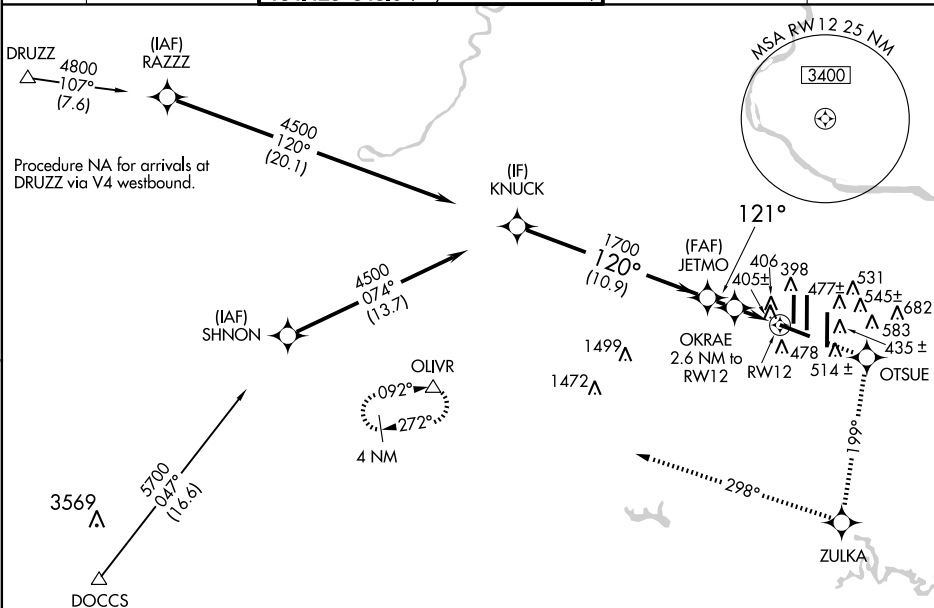 DRUZZ
4800
107°
(7.6)
(IAF)
RAZZZ
4500
120°
(20.1)
Procedure NA for arrivals at
DRUZZ via V4 westbound.
MSA RW12 25 NM
3400
(IF)
KNUCK
1700
120°
(10.9)
121°
(FAF)
JETMO
406
405±
398
477±
531
545±
682
583
435 ±
478
514 ±
OTSUE
OKRAE
2.6 NM to
RW12
RW12
4500
074°
(13.7)
(IAF)
SHNON
1499
1472
OLIVR
092°
272°
4 NM
199°
298°
ZULKA
5700
047°
(16.6)
3569
DOCCS